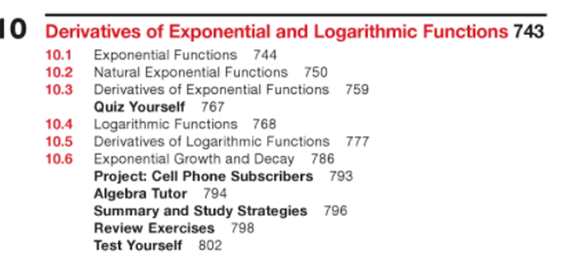 10 Derivatives of Exponential and Logarithmic Functions 743
10.1 Exponential Functions 744
10.2 Natural Exponential Functions 750
10.3 Derivatives of Exponential Functions 759
Quiz Yourself 767
10.4 Logarithmic Functions 768
10.5 Derivatives of Logarithmic Functions 777
10.6 Exponential Growth and Decay 786
Project: Cell Phone Subscribers 793
Algebra Tutor 794
Summary and Study Strategies 796
Review Exercises 798
Test Yourself 802